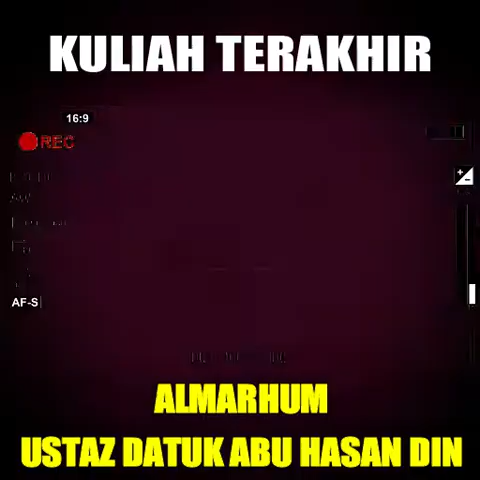 KULIAH TERAKHIR
16:9
REC
AF-S
ALMARHUM
USTAZ DATUK ABU HASAN DIN